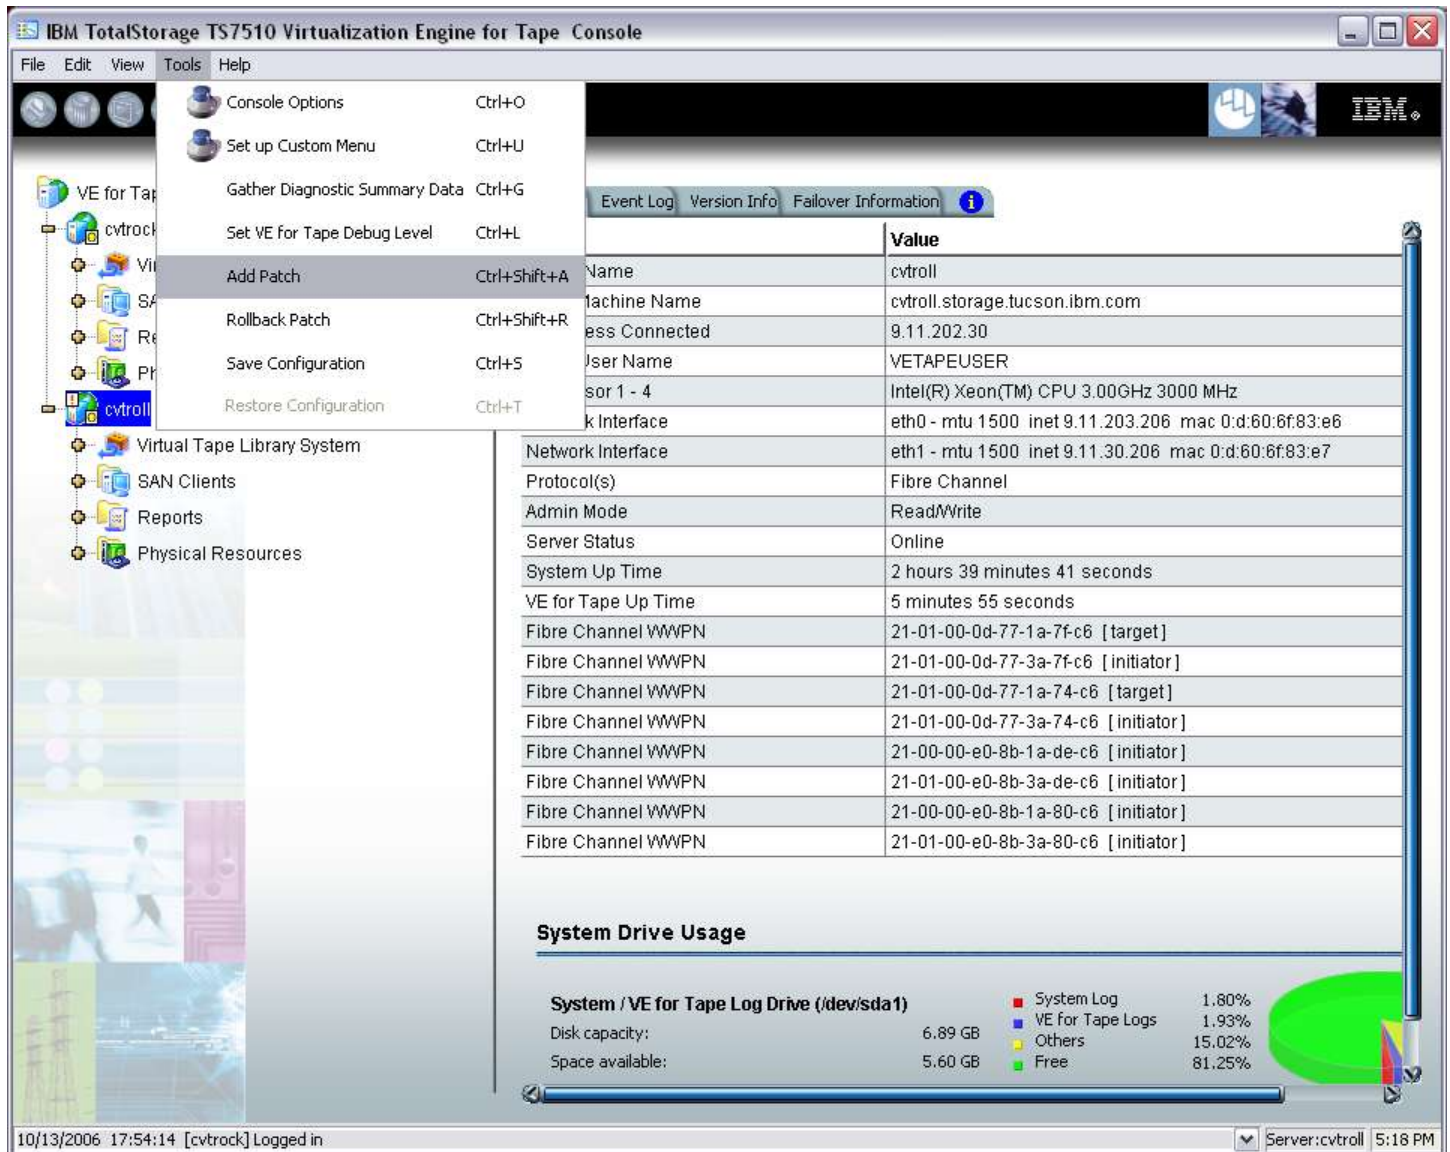 IBM TotalStorage TS7510 Virtualization Engine for Tape Console
File Edit View Tools Help
IBM
Console Options Ctrl+O
Set up Custom Menu Ctrl+U
Gather Diagnostic Summary Data Ctrl+G
Set VE for Tape Debug Level Ctrl+L
Add Patch Ctrl+Shift+A
Rollback Patch Ctrl+Shift+R
Save Configuration Ctrl+S
Restore Configuration Ctrl+T
VE for Tap
cvtrock
Vi
SA
Re
Ph
cvtroll
Virtual Tape Library System
SAN Clients
Reports
Physical Resources
Event Log Version Info Failover Information i
Value
Name cvtroll
Machine Name cvtroll.storage.tucson.ibm.com
ess Connected 9.11.202.30
User Name VETAPEUSER
sor 1 - 4 Intel(R) Xeon(TM) CPU 3.00GHz 3000 MHz
k Interface eth0 - mtu 1500 inet 9.11.203.206 mac 0:d:60:6f:83:e6
Network Interface eth1 - mtu 1500 inet 9.11.30.206 mac 0:d:60:6f:83:e7
Protocol(s) Fibre Channel
Admin Mode Read/Write
Server Status Online
System Up Time 2 hours 39 minutes 41 seconds
VE for Tape Up Time 5 minutes 55 seconds
Fibre Channel WWPN 21-01-00-0d-77-1a-7f-c6 [target]
Fibre Channel WWPN 21-01-00-0d-77-3a-7f-c6 [initiator]
Fibre Channel WWPN 21-01-00-0d-77-1a-74-c6 [target]
Fibre Channel WWPN 21-01-00-0d-77-3a-74-c6 [initiator]
Fibre Channel WWPN 21-00-00-e0-8b-1a-de-c6 [initiator]
Fibre Channel WWPN 21-01-00-e0-8b-3a-de-c6 [initiator]
Fibre Channel WWPN 21-00-00-e0-8b-1a-80-c6 [initiator]
Fibre Channel WWPN 21-01-00-e0-8b-3a-80-c6 [initiator]
System Drive Usage
System / VE for Tape Log Drive (/dev/sda1)
Disk capacity: 6.89 GB
Space available: 5.60 GB
System Log 1.80%
VE for Tape Logs 1.93%
Others 15.02%
Free 81.25%
10/13/2006 17:54:14 [cvtrock] Logged in
Server:cvtroll 5:18 PM